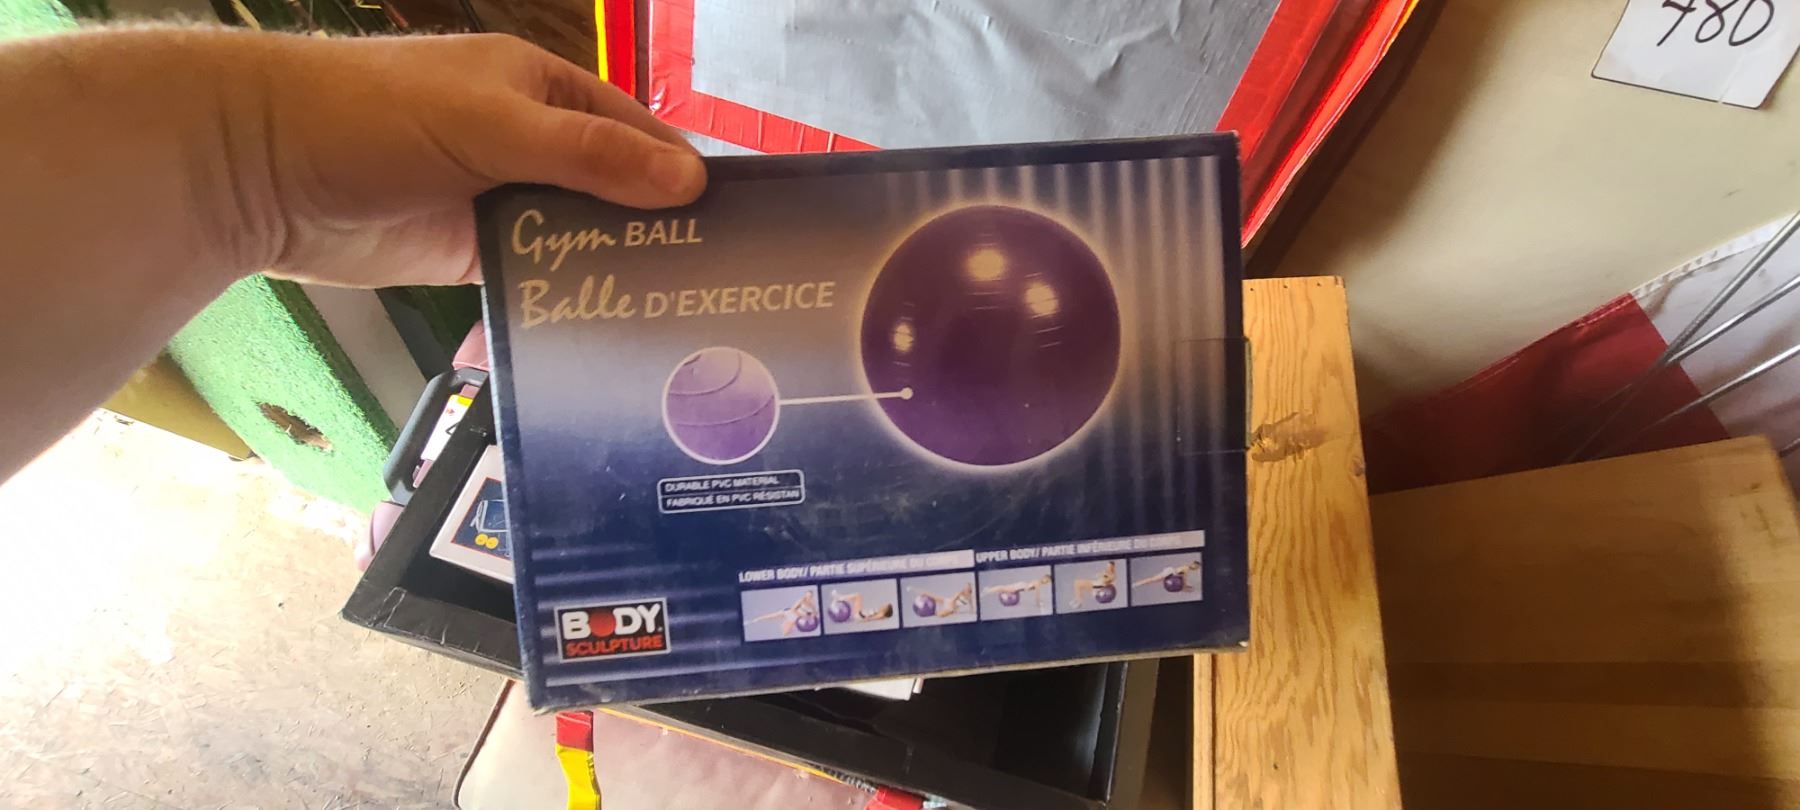 780
Gym BALL
Balle D'EXERCICE
DURABLE PVC MATERIAL
FABRIQUÉ EN PVC RÉSISTAN
LOWER BODY/ PARTIE SUPÉRIEURE DU CORPS
UPPER BODY/ PARTIE INFÉRIEURE DU CORPS
BODY
SCULPTURE